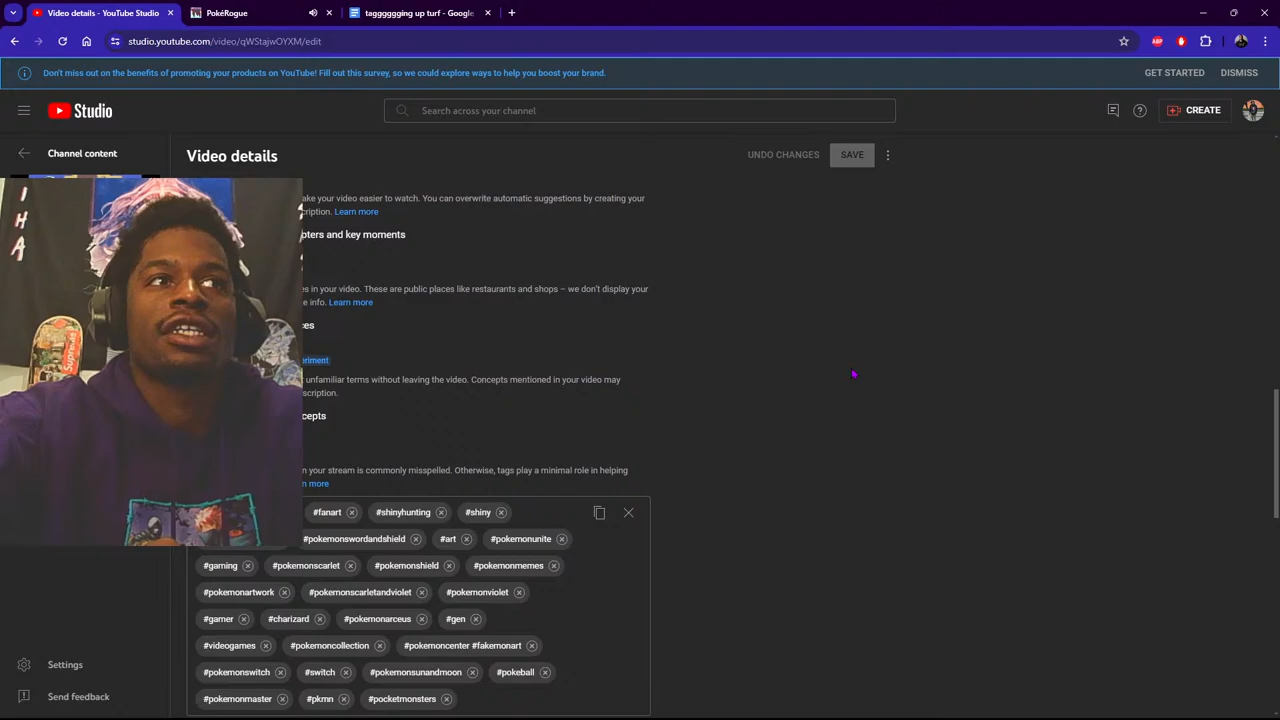 Video details - YouTube Studio
PokéRogue
tagggggging up turf - Google
studio.youtube.com/video/qWStajwOYXM/edit
ABP
Don't miss out on the benefits of promoting your products on YouTube! Fill out this survey, so we could explore ways to help you boost your brand.
GET STARTED
DISMISS
Studio
Search across your channel
CREATE
Channel content
Video details
UNDO CHANGES
SAVE
ake your video easier to watch. You can overwrite automatic suggestions by creating your
cription. Learn more
pters and key moments
es in your video. These are public places like restaurants and shops – we don't display your
e info. Learn more
ces
eriment
t unfamiliar terms without leaving the video. Concepts mentioned in your video may
scription.
cepts
n your stream is commonly misspelled. Otherwise, tags play a minimal role in helping
n more
#fanart #shinyhunting #shiny
#pokemonswordandshield #art #pokemonunite
#gaming #pokemonscarlet #pokemonshield #pokemonmemes
#pokemonartwork #pokemonscarletandviolet #pokemonviolet
#gamer #charizard #pokemonarceus #gen
#videogames #pokemoncollection #pokemoncenter #fakemonart
#pokemonswitch #switch #pokemonsunandmoon #pokeball
#pokemonmaster #pkmn #pocketmonsters
Settings
Send feedback
IHA
Supreme